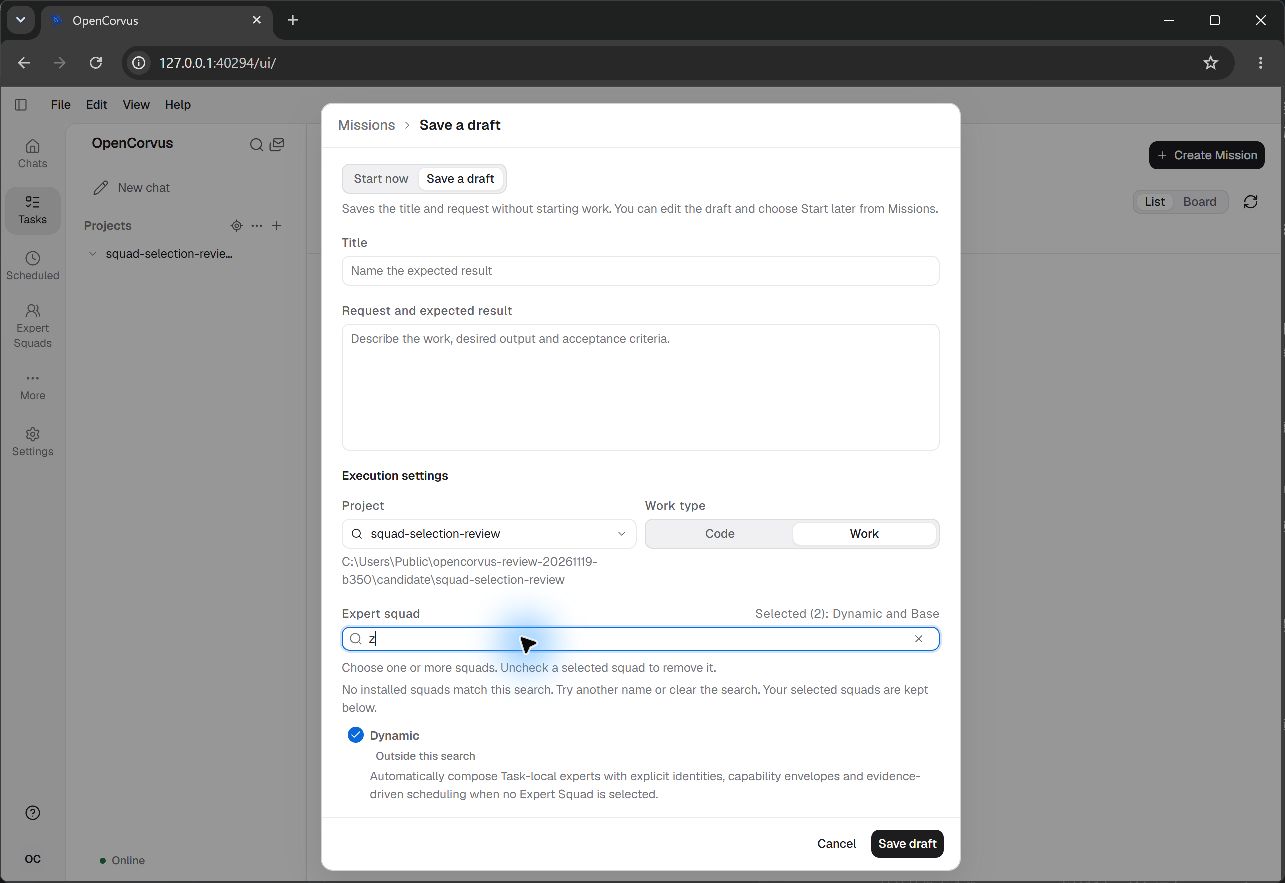 OpenCorvus
127.0.0.1:40294/ui/
File Edit View Help
Chats
Tasks
Scheduled
Expert
Squads
More
Settings
OC
OpenCorvus
New chat
Projects
squad-selection-revie...
Online
Create Mission
List Board
Missions > Save a draft
Start now Save a draft
Saves the title and request without starting work. You can edit the draft and choose Start later from Missions.
Title
Name the expected result
Request and expected result
Describe the work, desired output and acceptance criteria.
Execution settings
Project Work type
squad-selection-review Code Work
C:\Users\Public\opencorvus-review-20261119-
b350\candidate\squad-selection-review
Expert squad Selected (2): Dynamic and Base
z
Choose one or more squads. Uncheck a selected squad to remove it.
No installed squads match this search. Try another name or clear the search. Your selected squads are kept
below.
Dynamic
Outside this search
Automatically compose Task-local experts with explicit identities, capability envelopes and evidence-
driven scheduling when no Expert Squad is selected.
Cancel Save draft